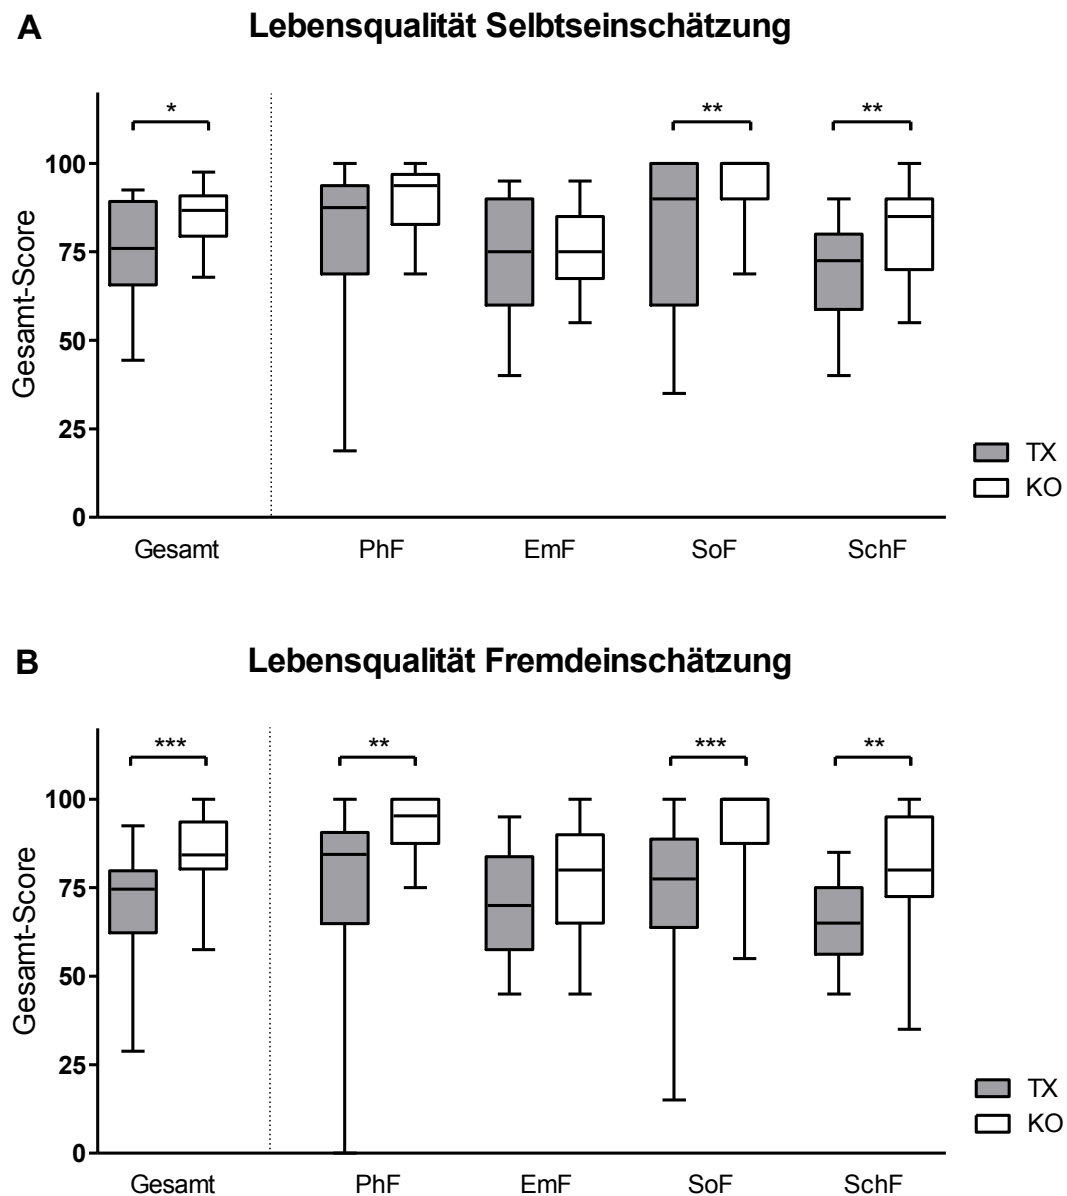 A
Lebensqualität Selbtseinschätzung
* ** **
100
75
50
25
0
Gesamt-Score
TX
KO
Gesamt PhF EmF SoF SchF
B
Lebensqualität Fremdeinschätzung
*** ** *** **
100
75
50
25
0
Gesamt-Score
TX
KO
Gesamt PhF EmF SoF SchF